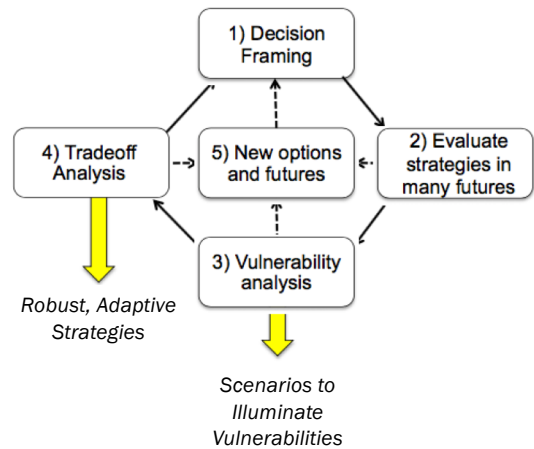 1) Decision
Framing
4) Tradeoff
Analysis
5) New options
and futures
2) Evaluate
strategies in
many futures
3) Vulnerability
analysis
Robust, Adaptive
Strategies
Scenarios to
Illuminate
Vulnerabilities